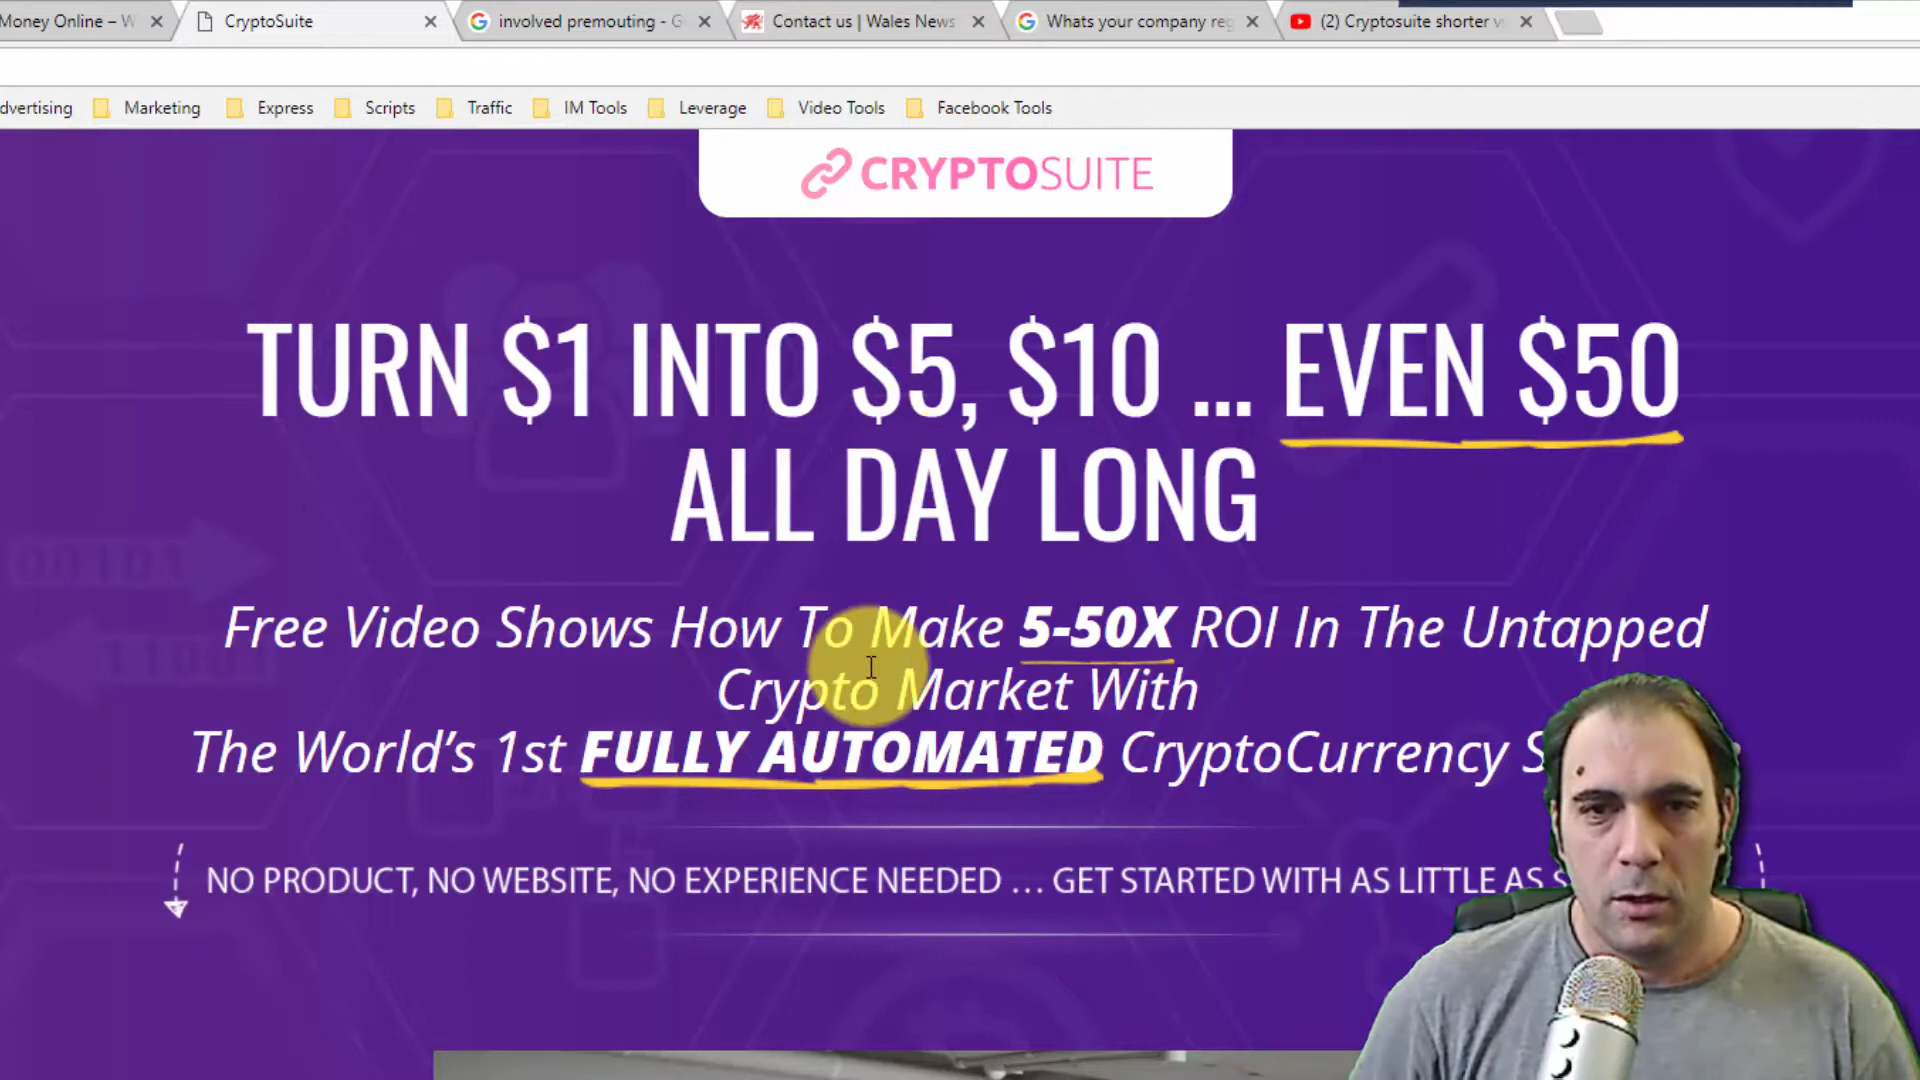 Money Online – W
CryptoSuite
involved premouting - G
Contact us | Wales News
Whats your company reg
(2) Cryptosuite shorter v
dvertising
Marketing
Express
Scripts
Traffic
IM Tools
Leverage
Video Tools
Facebook Tools
CRYPTOSUITE
TURN $1 INTO $5, $10 ... EVEN $50
ALL DAY LONG
Free Video Shows How To Make 5-50X ROI In The Untapped
Crypto Market With
The World’s 1st FULLY AUTOMATED CryptoCurrency S
NO PRODUCT, NO WEBSITE, NO EXPERIENCE NEEDED ... GET STARTED WITH AS LITTLE AS
00101
11001